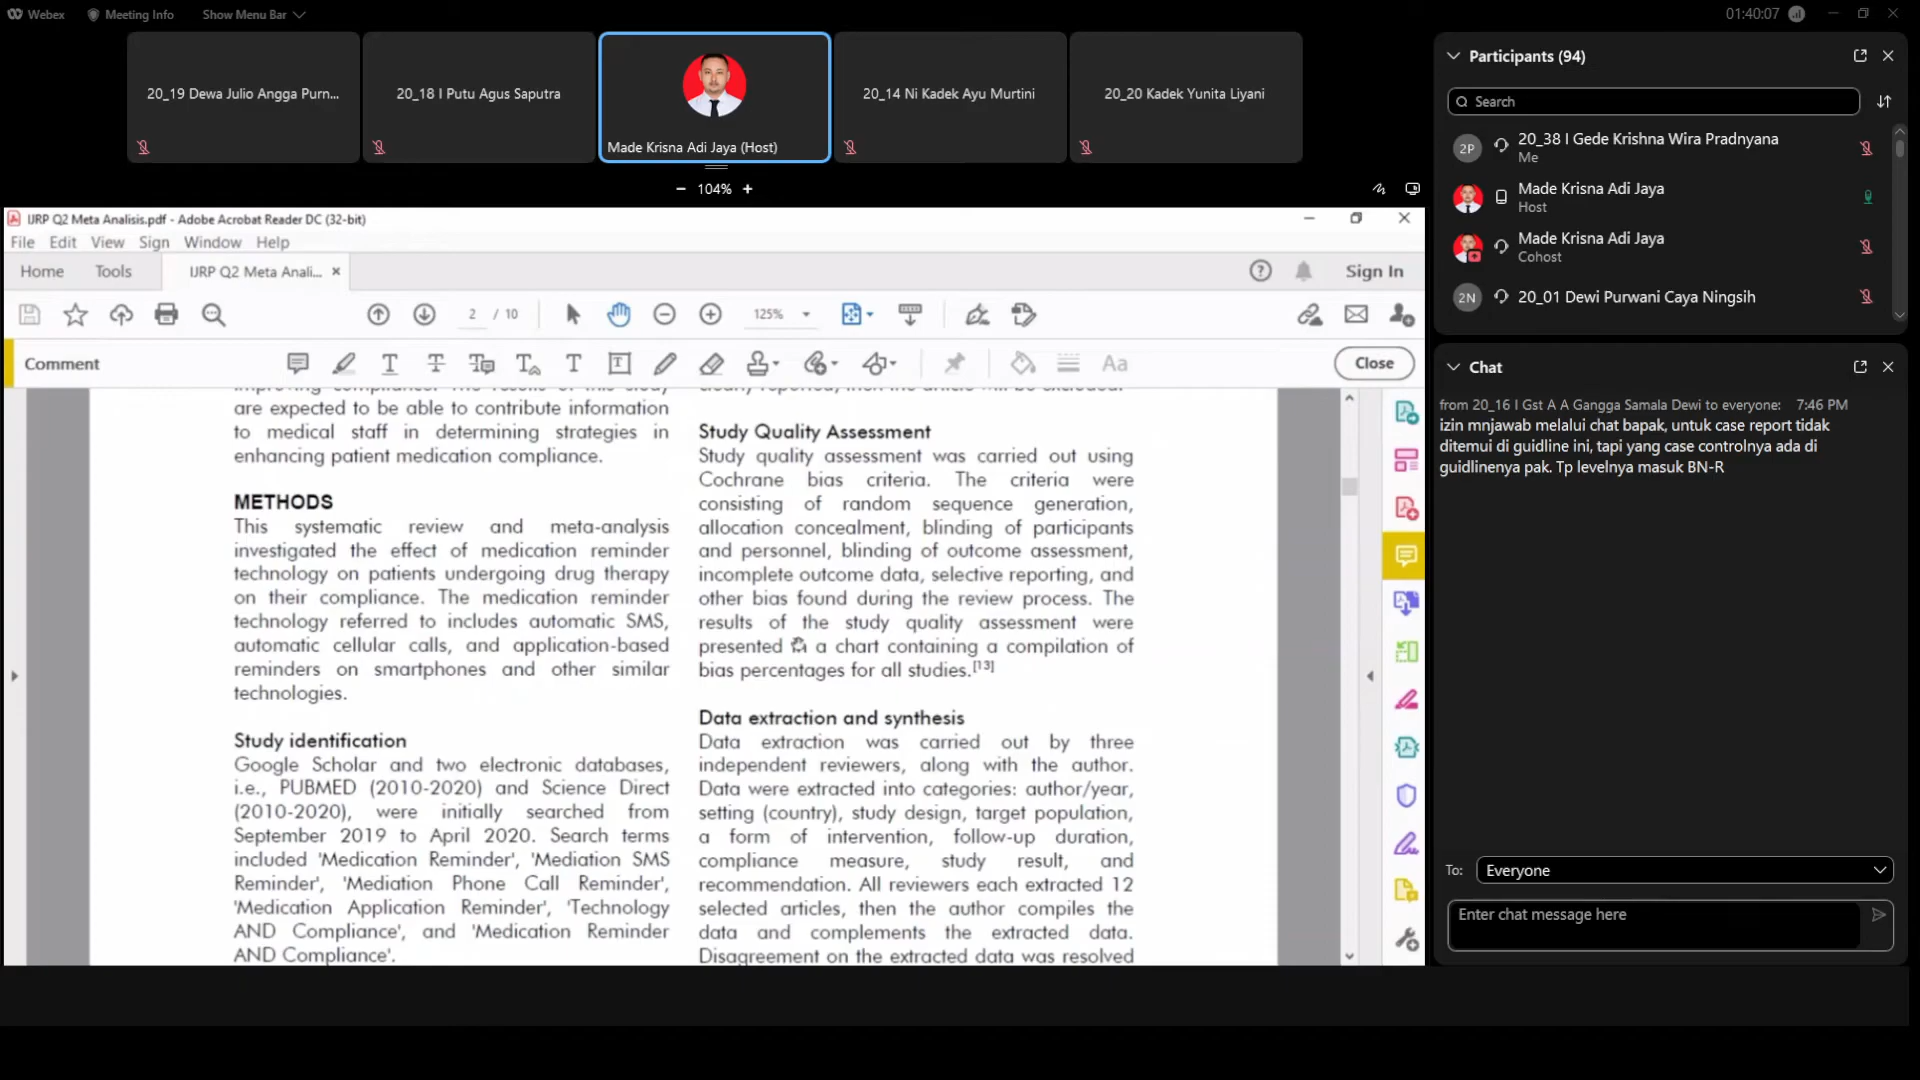 Webex
Meeting Info
Show Menu Bar
01:40:07
20_19 Dewa Julio Angga Purn...
20_18 I Putu Agus Saputra
Made Krisna Adi Jaya (Host)
20_14 Ni Kadek Ayu Murtini
20_20 Kadek Yunita Liyani
104%
IJRP Q2 Meta Analisis.pdf - Adobe Acrobat Reader DC (32-bit)
File Edit View Sign Window Help
Home Tools IJRP Q2 Meta Anali...
Sign In
2 / 10
125%
Comment
Close
are expected to be able to contribute information
to medical staff in determining strategies in
enhancing patient medication compliance.
METHODS
This systematic review and meta-analysis
investigated the effect of medication reminder
technology on patients undergoing drug therapy
on their compliance. The medication reminder
technology referred to includes automatic SMS,
automatic cellular calls, and application-based
reminders on smartphones and other similar
technologies.
Study identification
Google Scholar and two electronic databases,
i.e., PUBMED (2010-2020) and Science Direct
(2010-2020), were initially searched from
September 2019 to April 2020. Search terms
included 'Medication Reminder', 'Mediation SMS
Reminder', 'Mediation Phone Call Reminder',
'Medication Application Reminder', 'Technology
AND Compliance', and 'Medication Reminder
AND Compliance'.
Study Quality Assessment
Study quality assessment was carried out using
Cochrane bias criteria. The criteria were
consisting of random sequence generation,
allocation concealment, blinding of participants
and personnel, blinding of outcome assessment,
incomplete outcome data, selective reporting, and
other bias found during the review process. The
results of the study quality assessment were
presented a chart containing a compilation of
bias percentages for all studies.[13]
Data extraction and synthesis
Data extraction was carried out by three
independent reviewers, along with the author.
Data were extracted into categories: author/year,
setting (country), study design, target population,
a form of intervention, follow-up duration,
compliance measure, study result, and
recommendation. All reviewers each extracted 12
selected articles, then the author compiles the
data and complements the extracted data.
Disagreement on the extracted data was resolved
Participants (94)
Search
2P
20_38 I Gede Krishna Wira Pradnyana
Me
Made Krisna Adi Jaya
Host
Made Krisna Adi Jaya
Cohost
2N
20_01 Dewi Purwani Caya Ningsih
Chat
from 20_16 I Gst A A Gangga Samala Dewi to everyone: 7:46 PM
izin mnjawab melalui chat bapak, untuk case report tidak
ditemui di guidline ini, tapi yang case controlnya ada di
guidlinenya pak. Tp levelnya masuk BN-R
To: Everyone
Enter chat message here